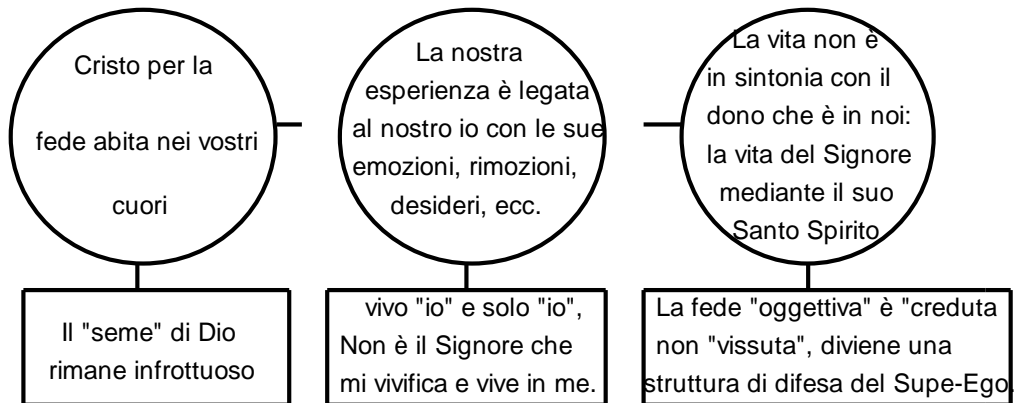 Cristo per la
fede abita nei vostri
cuori
La nostra
esperienza è legata
al nostro io con le sue
emozioni, rimozioni,
desideri, ecc.
La vita non è
in sintonia con il
dono che è in noi:
la vita del Signore
mediante il suo
Santo Spirito
Il "seme" di Dio
rimane infrottuoso
vivo "io" e solo "io",
Non è il Signore che
mi vivifica e vive in me.
La fede "oggettiva" è "creduta
non "vissuta", diviene una
struttura di difesa del Supe-Ego.